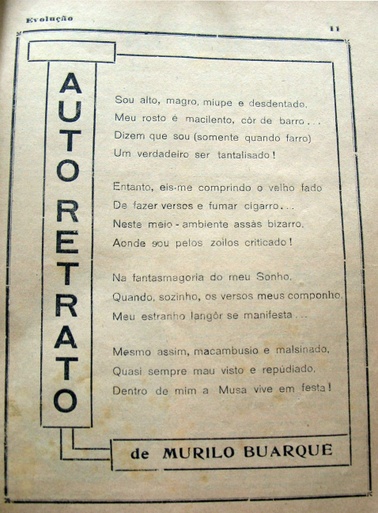 Evolução
11
AUTO RETRATO
Sou alto, magro, miupe e desdentado,
Meu rosto é macilento, côr de barro...
Dizem que sou (somente quando farro)
Um verdadeiro ser tantalisado!
Entanto, eis-me comprindo o velho fado
De fazer versos e fumar cigarro...
Neste meio-ambiente assás bizarro,
Aonde sou pelos zoilos criticado!
Na fantasmagoria do meu Sonho,
Quando, sozinho, os versos meus componho,
Meu estranho langôr se manifesta...
Mesmo assim, macambusio e malsinado,
Quasi sempre mau visto e repudiado,
Dentro de mim a Musa vive em festa!
de MURILO BUARQUE